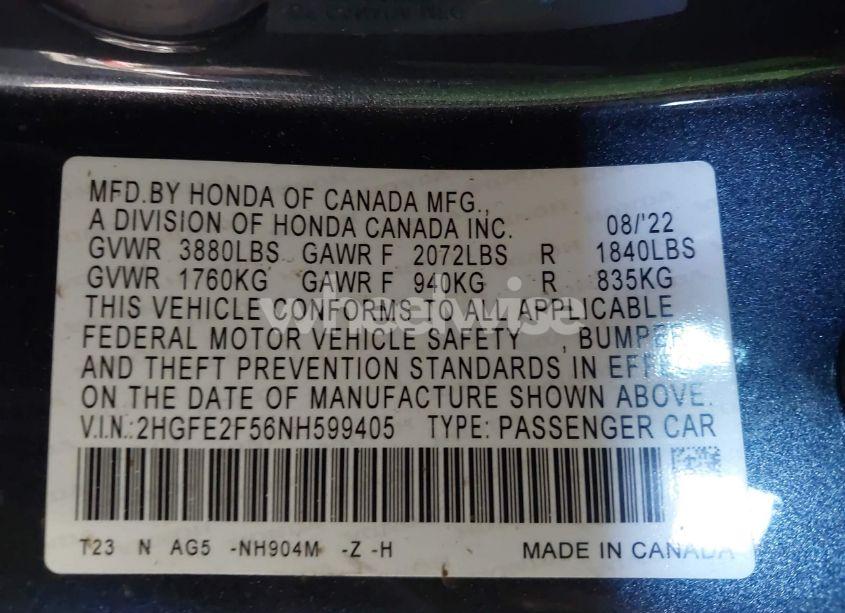 MFD.BY HONDA OF CANADA MFG.,
A DIVISION OF HONDA CANADA INC. 08/'22
GVWR 3880LBS GAWR F 2072LBS R 1840LBS
GVWR 1760KG GAWR F 940KG R 835KG
THIS VEHICLE CONFORMS TO ALL APPLICABLE
wheelwise
FEDERAL MOTOR VEHICLE SAFETY , BUMPER
AND THEFT PREVENTION STANDARDS IN
ON THE DATE OF MANUFACTURE SHOWN ABOVE.
V.I.N.:2HGFE2F56NH599405 TYPE: PASSENGER CAR
T23 N AG5 -NH904M -Z -H MADE IN CANADA